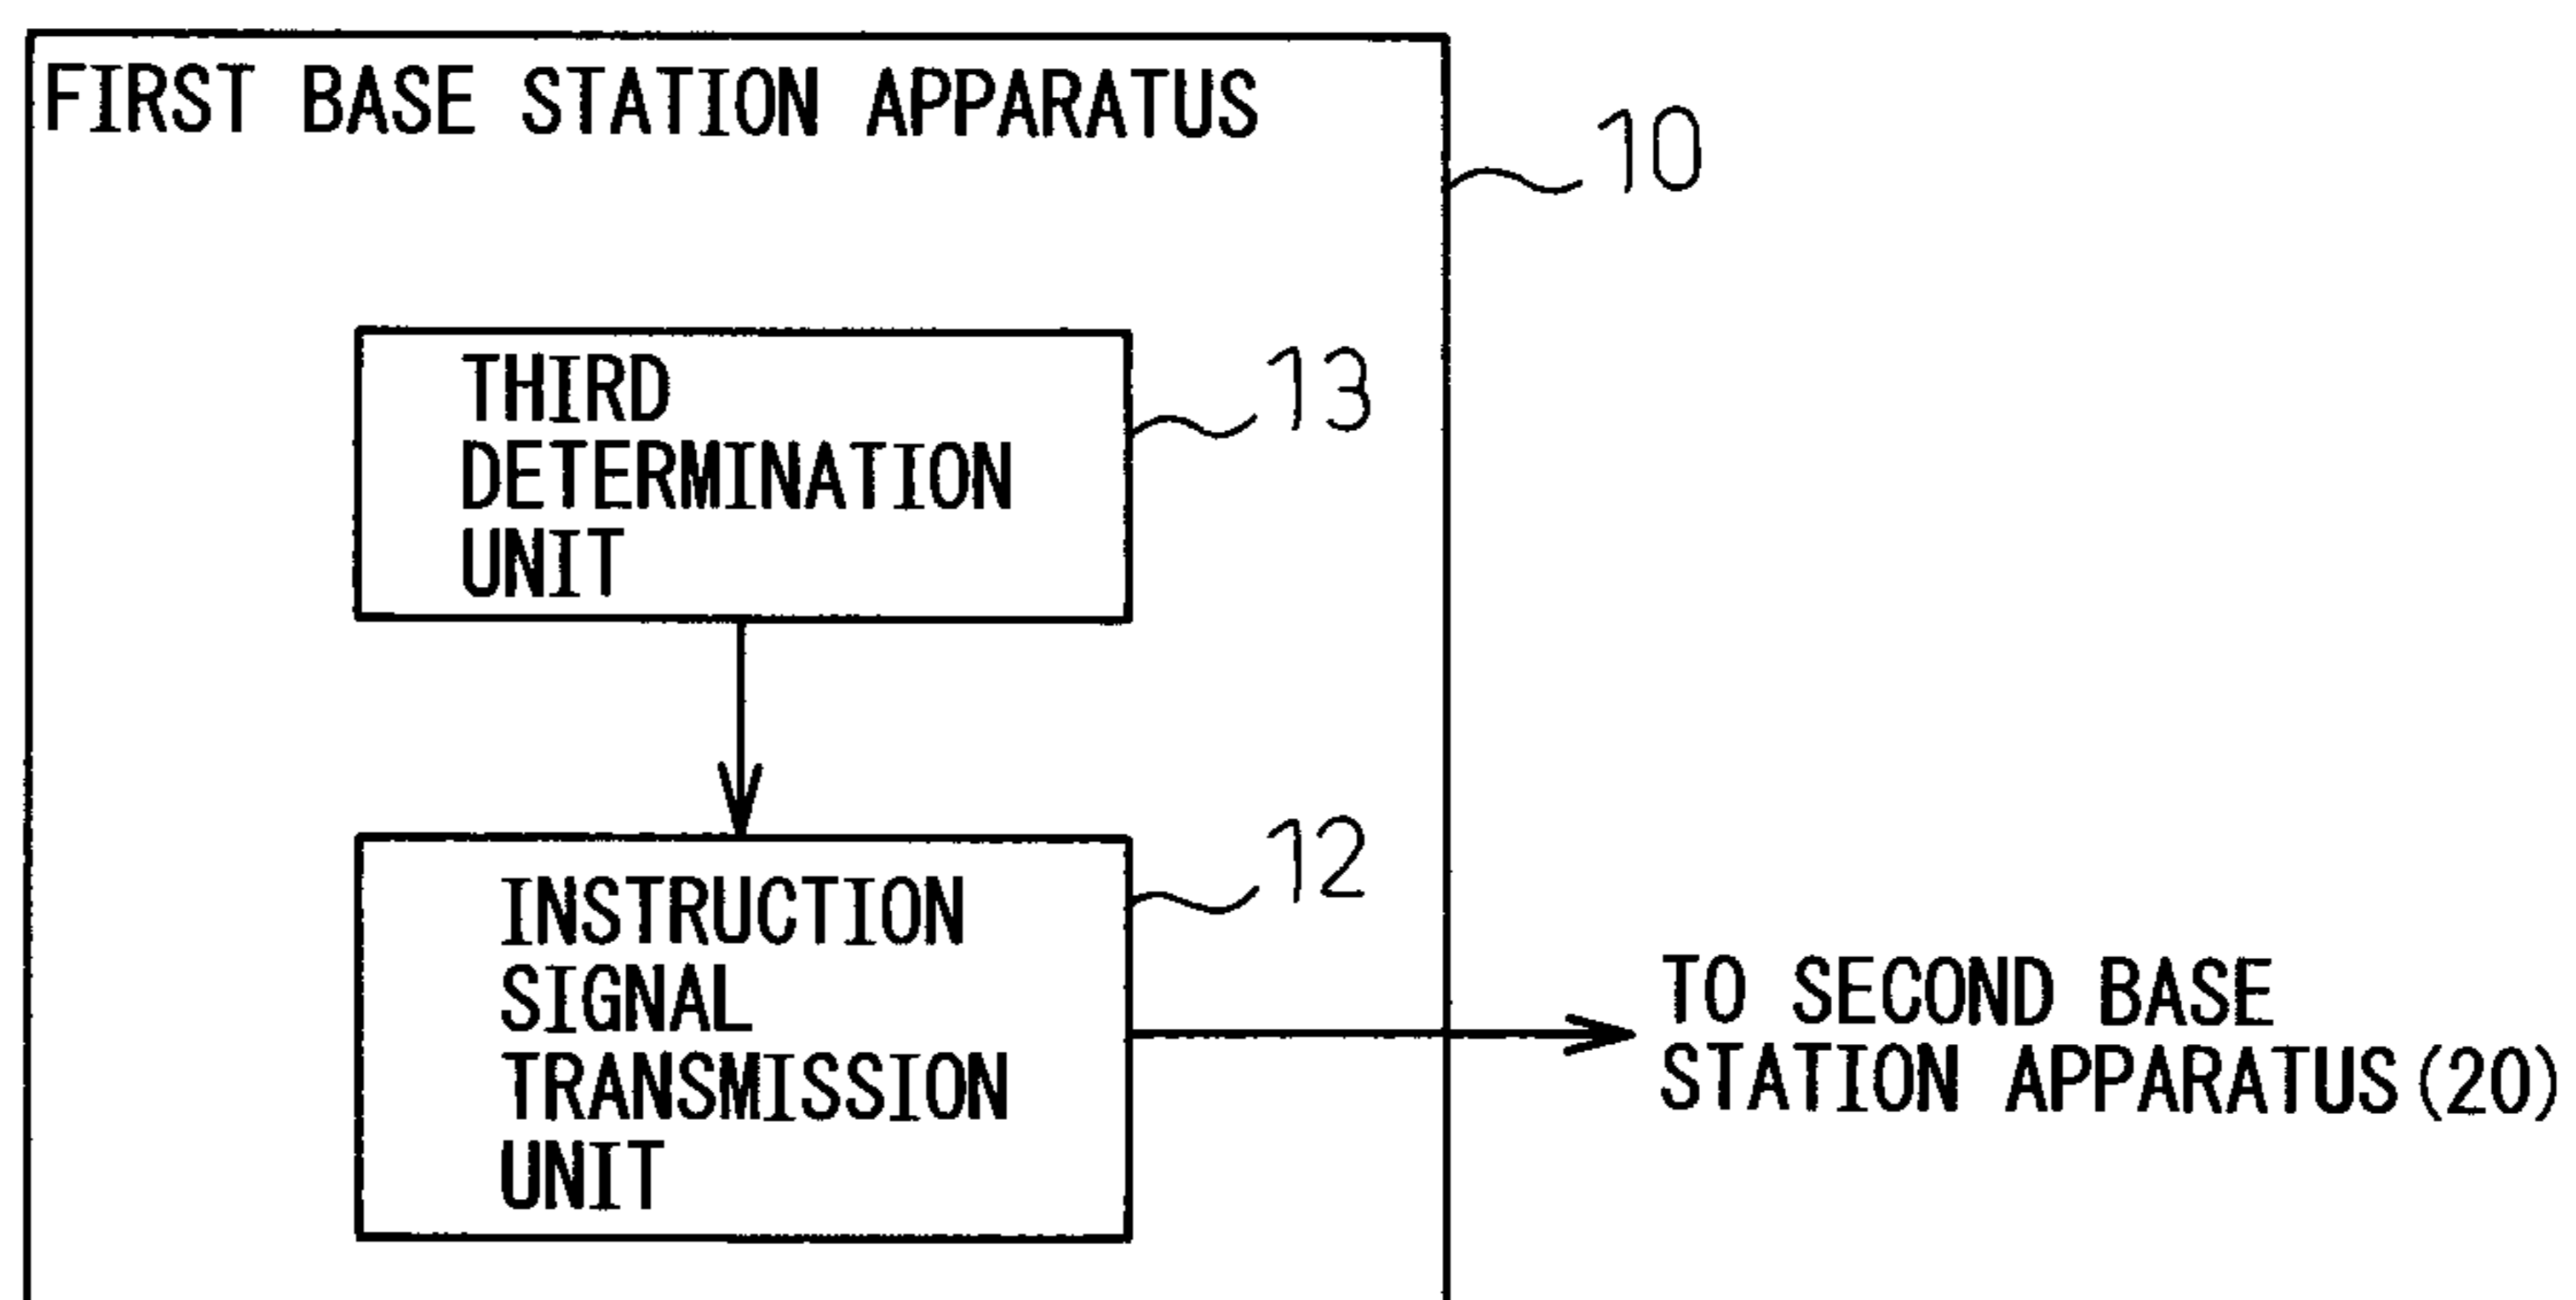 FIRST BASE STATION APPARATUS
10
THIRD
DETERMINATION
UNIT
13
INSTRUCTION
SIGNAL
TRANSMISSION
UNIT
12
TO SECOND BASE
STATION APPARATUS(20)